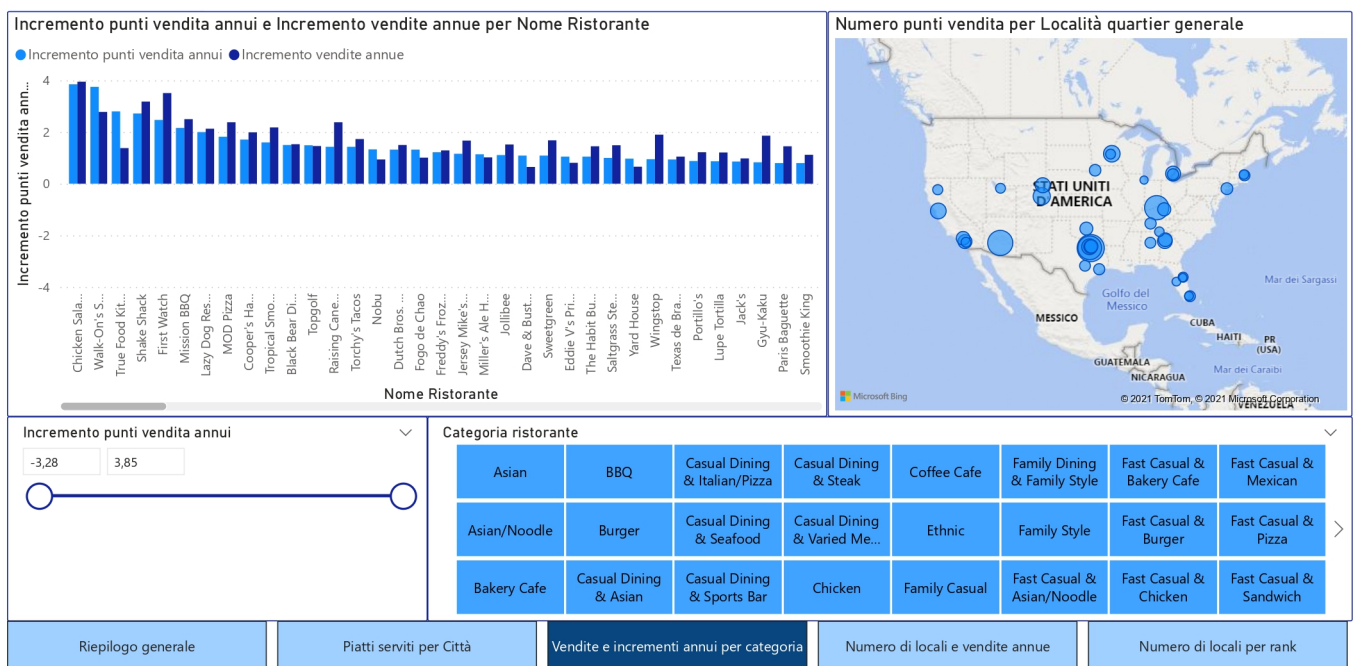 Incremento punti vendita annui e Incremento vendite annue per Nome Ristorante
Incremento punti vendita annui Incremento vendite annue
Incremento punti vendita ann...
4
2
0
-2
-4
Chicken Sala...
Walk-On's S...
True Food Kit...
Shake Shack
First Watch
Mission BBQ
Lazy Dog Res...
MOD Pizza
Cooper's Ha...
Tropical Smo...
Black Bear Di...
Topgolf
Raising Cane...
Torchy's Tacos
Nobu
Dutch Bros. ...
Fogo de Chao
Freddy's Froz...
Jersey Mike's...
Miller's Ale H...
Jollibee
Dave & Bust...
Sweetgreen
Eddie V's Pri...
The Habit Bu...
Saltgrass Ste...
Yard House
Wingstop
Texas de Bra...
Portillo's
Lupe Tortilla
Jack's
Gyu-Kaku
Paris Baguette
Smoothie King
Nome Ristorante
Numero punti vendita per Località quartier generale
STATI UNITI
D'AMERICA
Mar dei Sargassi
Golfo del
Messico
MESSICO
CUBA
HAITI
PR
(USA)
GUATEMALA
Mar dei Caraibi
NICARAGUA
VENEZUELA
Microsoft Bing
© 2021 TomTom, © 2021 Microsoft Corporation
Incremento punti vendita annui
-3,28 3,85
Categoria ristorante
Asian
BBQ
Casual Dining
& Italian/Pizza
Casual Dining
& Steak
Coffee Cafe
Family Dining
& Family Style
Fast Casual &
Bakery Cafe
Fast Casual &
Mexican
Asian/Noodle
Burger
Casual Dining
& Seafood
Casual Dining
& Varied Me...
Ethnic
Family Style
Fast Casual &
Burger
Fast Casual &
Pizza
Bakery Cafe
Casual Dining
& Asian
Casual Dining
& Sports Bar
Chicken
Family Casual
Fast Casual &
Asian/Noodle
Fast Casual &
Chicken
Fast Casual &
Sandwich
Riepilogo generale
Piatti serviti per Città
Vendite e incrementi annui per categoria
Numero di locali e vendite annue
Numero di locali per rank